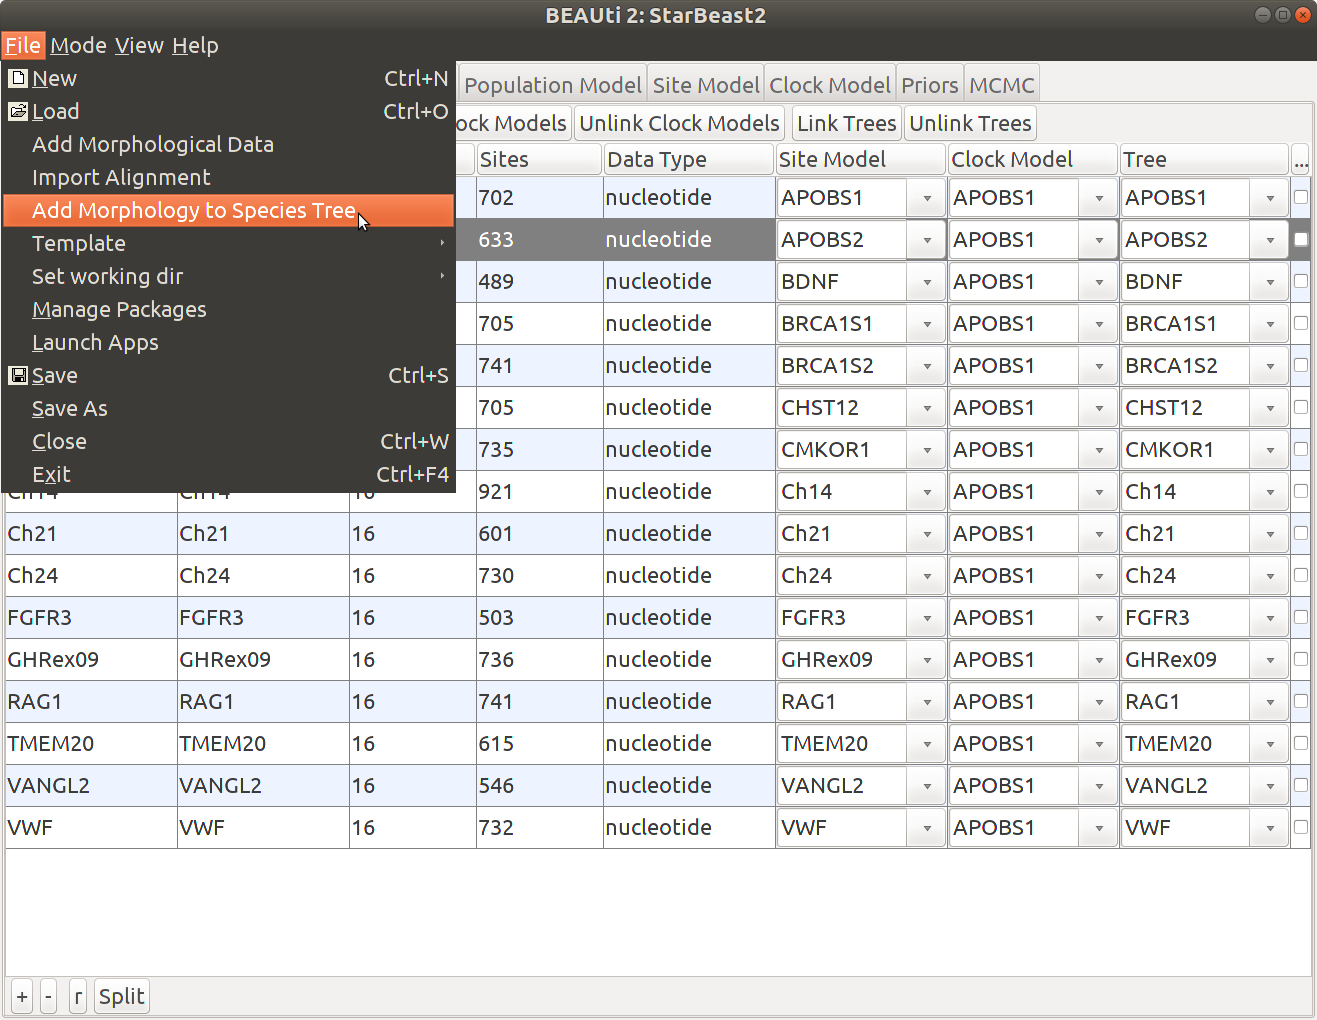 BEAUti 2: StarBeast2
File Mode View Help
New Ctrl+N
Load Ctrl+O
Add Morphological Data
Import Alignment
Add Morphology to Species Tree
Template
Set working dir
Manage Packages
Launch Apps
Save Ctrl+S
Save As
Close Ctrl+W
Exit Ctrl+F4
Population Model Site Model Clock Model Priors MCMC
ock Models Unlink Clock Models Link Trees Unlink Trees
Sites Data Type Site Model Clock Model Tree ...
702 nucleotide APOBS1 APOBS1 APOBS1
633 nucleotide APOBS2 APOBS1 APOBS2
489 nucleotide BDNF APOBS1 BDNF
705 nucleotide BRCA1S1 APOBS1 BRCA1S1
741 nucleotide BRCA1S2 APOBS1 BRCA1S2
705 nucleotide CHST12 APOBS1 CHST12
735 nucleotide CMKOR1 APOBS1 CMKOR1
Ch14 Ch14 16 921 nucleotide Ch14 APOBS1 Ch14
Ch21 Ch21 16 601 nucleotide Ch21 APOBS1 Ch21
Ch24 Ch24 16 730 nucleotide Ch24 APOBS1 Ch24
FGFR3 FGFR3 16 503 nucleotide FGFR3 APOBS1 FGFR3
GHRex09 GHRex09 16 736 nucleotide GHRex09 APOBS1 GHRex09
RAG1 RAG1 16 741 nucleotide RAG1 APOBS1 RAG1
TMEM20 TMEM20 16 615 nucleotide TMEM20 APOBS1 TMEM20
VANGL2 VANGL2 16 546 nucleotide VANGL2 APOBS1 VANGL2
VWF VWF 16 732 nucleotide VWF APOBS1 VWF
+ - r Split